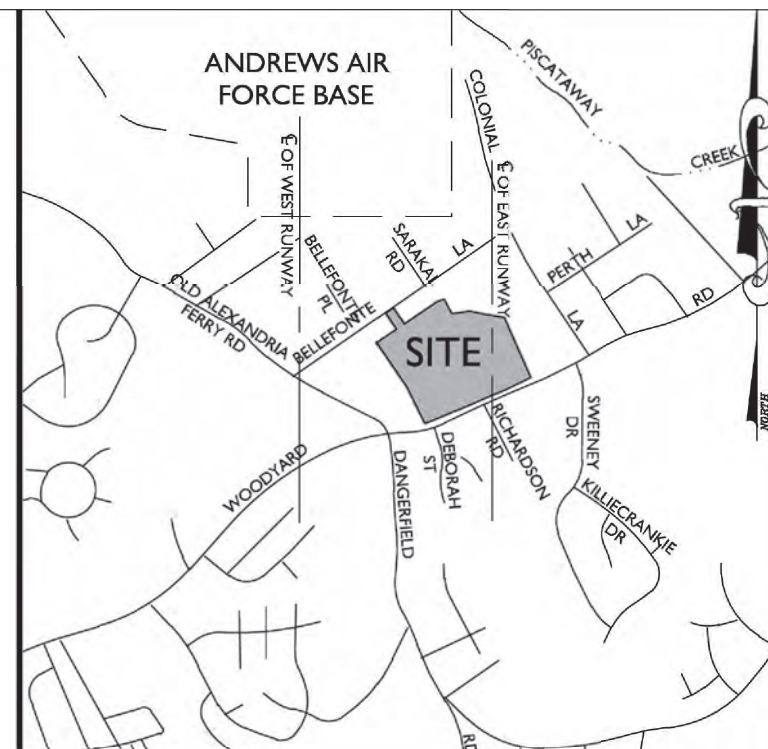 ANDREWS AIR
FORCE BASE
PISCATAWAY
CREEK
COLONIAL
LA
℄ OF WEST RUNWAY
℄ OF EAST RUNWAY
BELLEFONTE
PL
SARAKAL
RD
BELLEFONTE LA
PERTH LA
OLD ALEXANDRIA
FERRY RD
SITE
WOODYARD
RD
DEBORAH
ST
RICHARDSON
RD
SWEENEY
DR
KILLIECRANKIE
DR
DANGERFIELD
RD
NORTH